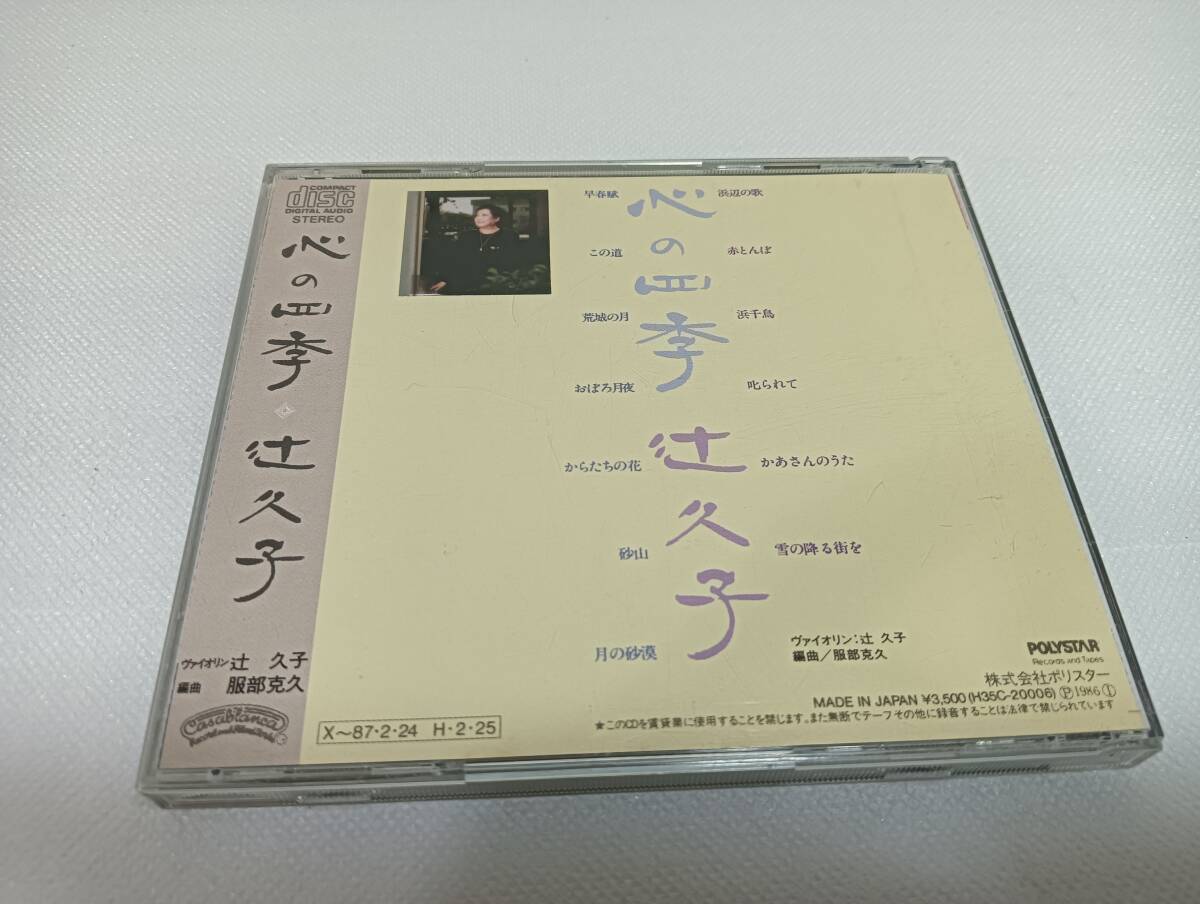 COMPACT
disc
DIGITAL AUDIO
STEREO
心の四季
辻久子
ヴァイオリン 辻 久子
編曲 服部克久
Casablanca
Record and FilmWorks
早春賦
浜辺の歌
この道
赤とんぼ
荒城の月
浜千鳥
おぼろ月夜
叱られて
からたちの花
かあさんのうた
砂山
雪の降る街を
月の砂漠
心の四季
辻久子
ヴァイオリン:辻 久子
編曲/服部克久
POLYSTAR
Records and Tapes
株式会社ポリスター
MADE IN JAPAN ¥3,500 (H35C-20006) Ⓟ1986 Ⓘ
★このCDを賃貸業に使用することを禁じます。また無断でテープその他に録音することは法律で禁じられています
X〜87・2・24 H・2・25